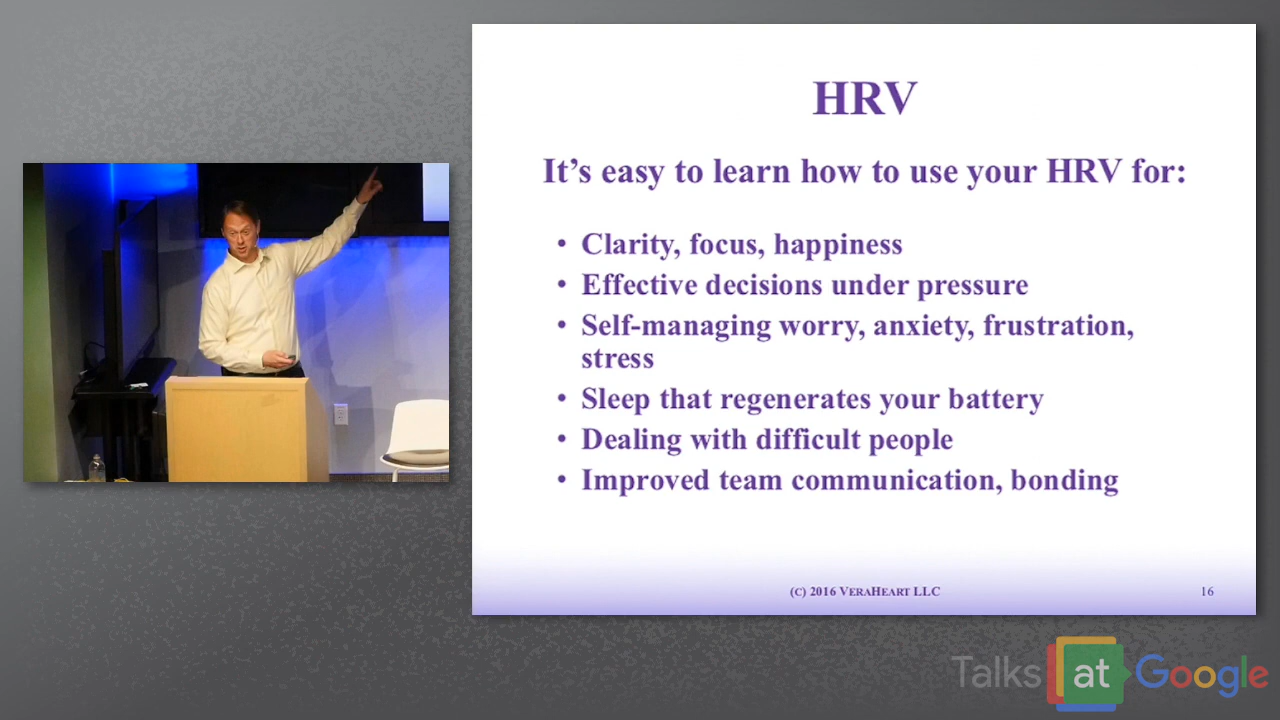 HRV
It’s easy to learn how to use your HRV for:
• Clarity, focus, happiness
• Effective decisions under pressure
• Self-managing worry, anxiety, frustration,
stress
• Sleep that regenerates your battery
• Dealing with difficult people
• Improved team communication, bonding
(C) 2016 VERAHEART LLC
16
Talks at Google